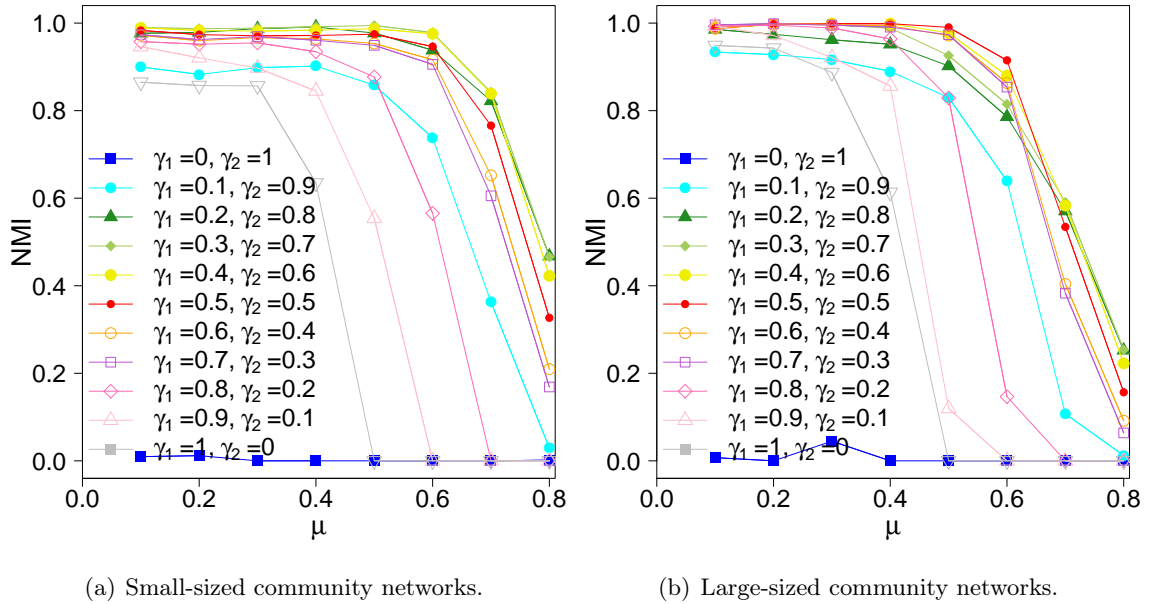 NMI
1.0
0.8
0.6
0.4
0.2
0.0
γ1 =0, γ2 =1
γ1 =0.1, γ2 =0.9
γ1 =0.2, γ2 =0.8
γ1 =0.3, γ2 =0.7
γ1 =0.4, γ2 =0.6
γ1 =0.5, γ2 =0.5
γ1 =0.6, γ2 =0.4
γ1 =0.7, γ2 =0.3
γ1 =0.8, γ2 =0.2
γ1 =0.9, γ2 =0.1
γ1 =1, γ2 =0
0.0 0.2 0.4 0.6 0.8
μ
(a) Small-sized community networks.
NMI
1.0
0.8
0.6
0.4
0.2
0.0
γ1 =0, γ2 =1
γ1 =0.1, γ2 =0.9
γ1 =0.2, γ2 =0.8
γ1 =0.3, γ2 =0.7
γ1 =0.4, γ2 =0.6
γ1 =0.5, γ2 =0.5
γ1 =0.6, γ2 =0.4
γ1 =0.7, γ2 =0.3
γ1 =0.8, γ2 =0.2
γ1 =0.9, γ2 =0.1
γ1 =1, γ2 =0
0.0 0.2 0.4 0.6 0.8
μ
(b) Large-sized community networks.